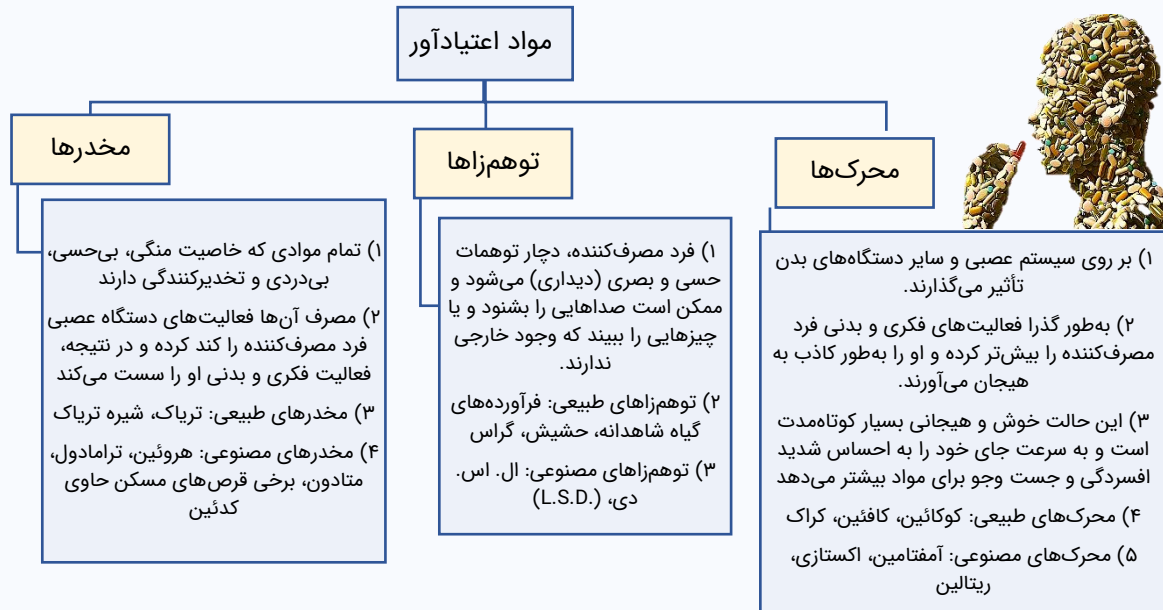 مواد اعتیادآور
محرک‌ها
۱) بر روی سیستم عصبی و سایر دستگاه‌های بدن
تأثیر می‌گذارند.
۲) به‌طور گذرا فعالیت‌های فکری و بدنی فرد
مصرف‌کننده را بیش‌تر کرده و او را به‌طور کاذب به
هیجان می‌آورند.
۳) این حالت خوش و هیجانی بسیار کوتاه‌مدت
است و به سرعت جای خود را به احساس شدید
افسردگی و جست وجو برای مواد بیشتر می‌دهد
۴) محرک‌های طبیعی: کوکائین، کافئین، کراک
۵) محرک‌های مصنوعی: آمفتامین، اکستازی،
ریتالین
توهم‌زاها
۱) فرد مصرف‌کننده، دچار توهمات
حسی و بصری (دیداری) می‌شود و
ممکن است صداهایی را بشنود و یا
چیزهایی را ببیند که وجود خارجی
ندارند.
۲) توهم‌زاهای طبیعی: فرآورده‌های
گیاه شاهدانه، حشیش، گراس
۳) توهم‌زاهای مصنوعی: ال. اس.
دی، (L.S.D.)
مخدرها
۱) تمام موادی که خاصیت منگی، بی‌حسی،
بی‌دردی و تخدیرکنندگی دارند
۲) مصرف آن‌ها فعالیت‌های دستگاه عصبی
فرد مصرف‌کننده را کند کرده و در نتیجه،
فعالیت فکری و بدنی او را سست می‌کند
۳) مخدرهای طبیعی: تریاک، شیره تریاک
۴) مخدرهای مصنوعی: هروئین، ترامادول،
متادون، برخی قرص‌های مسکن حاوی
کدئین